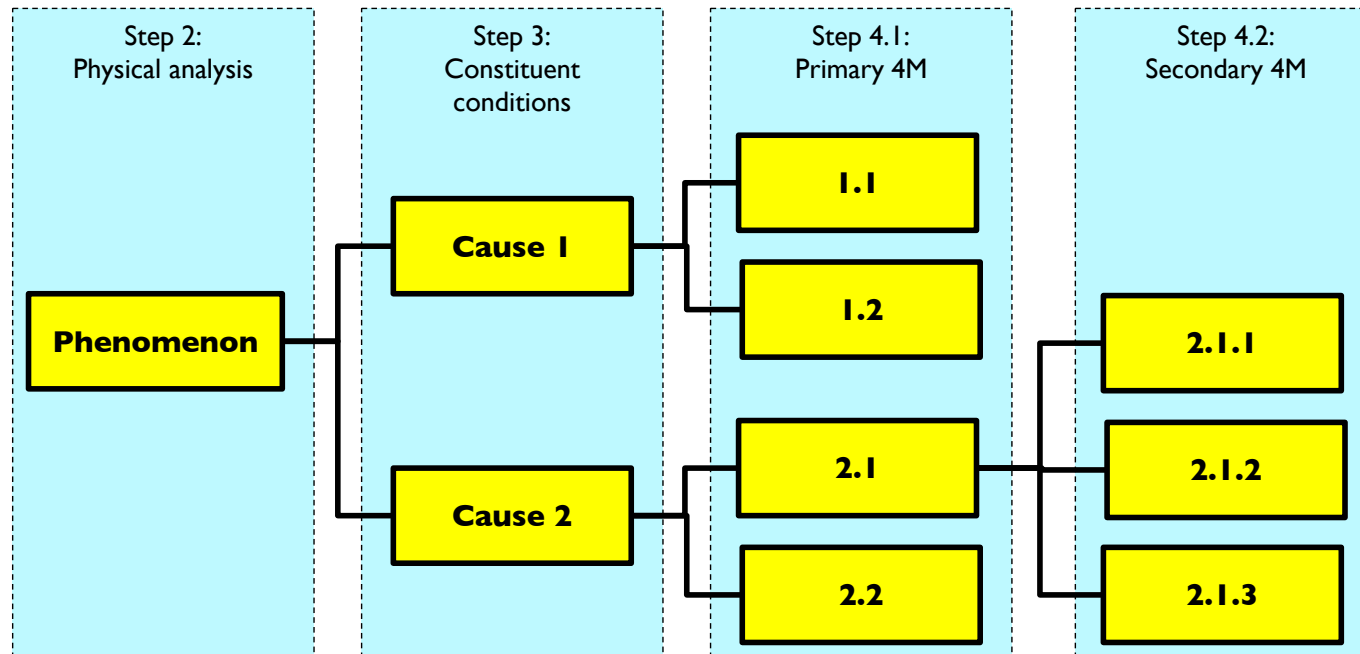 Step 2:
Physical analysis
Step 3:
Constituent
conditions
Step 4.1:
Primary 4M
Step 4.2:
Secondary 4M
Phenomenon
Cause 1
Cause 2
1.1
1.2
2.1
2.2
2.1.1
2.1.2
2.1.3